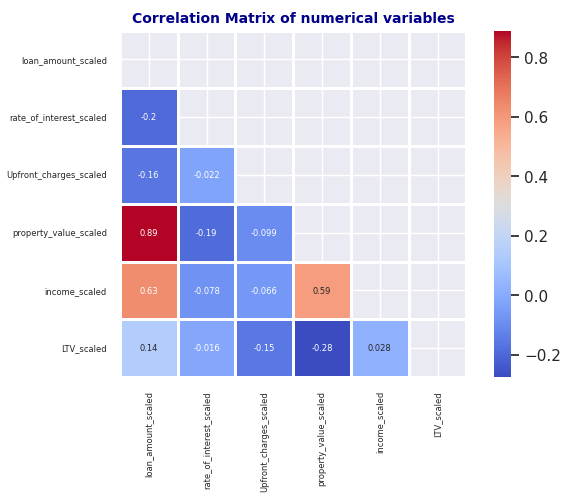 Correlation Matrix of numerical variables
loan_amount_scaled
rate_of_interest_scaled -0.2
Upfront_charges_scaled -0.16 -0.022
property_value_scaled 0.89 -0.19 -0.099
income_scaled 0.63 -0.078 -0.066 0.59
LTV_scaled 0.14 -0.016 -0.15 -0.28 0.028
loan_amount_scaled
rate_of_interest_scaled
Upfront_charges_scaled
property_value_scaled
income_scaled
LTV_scaled
0.8
0.6
0.4
0.2
0.0
−0.2